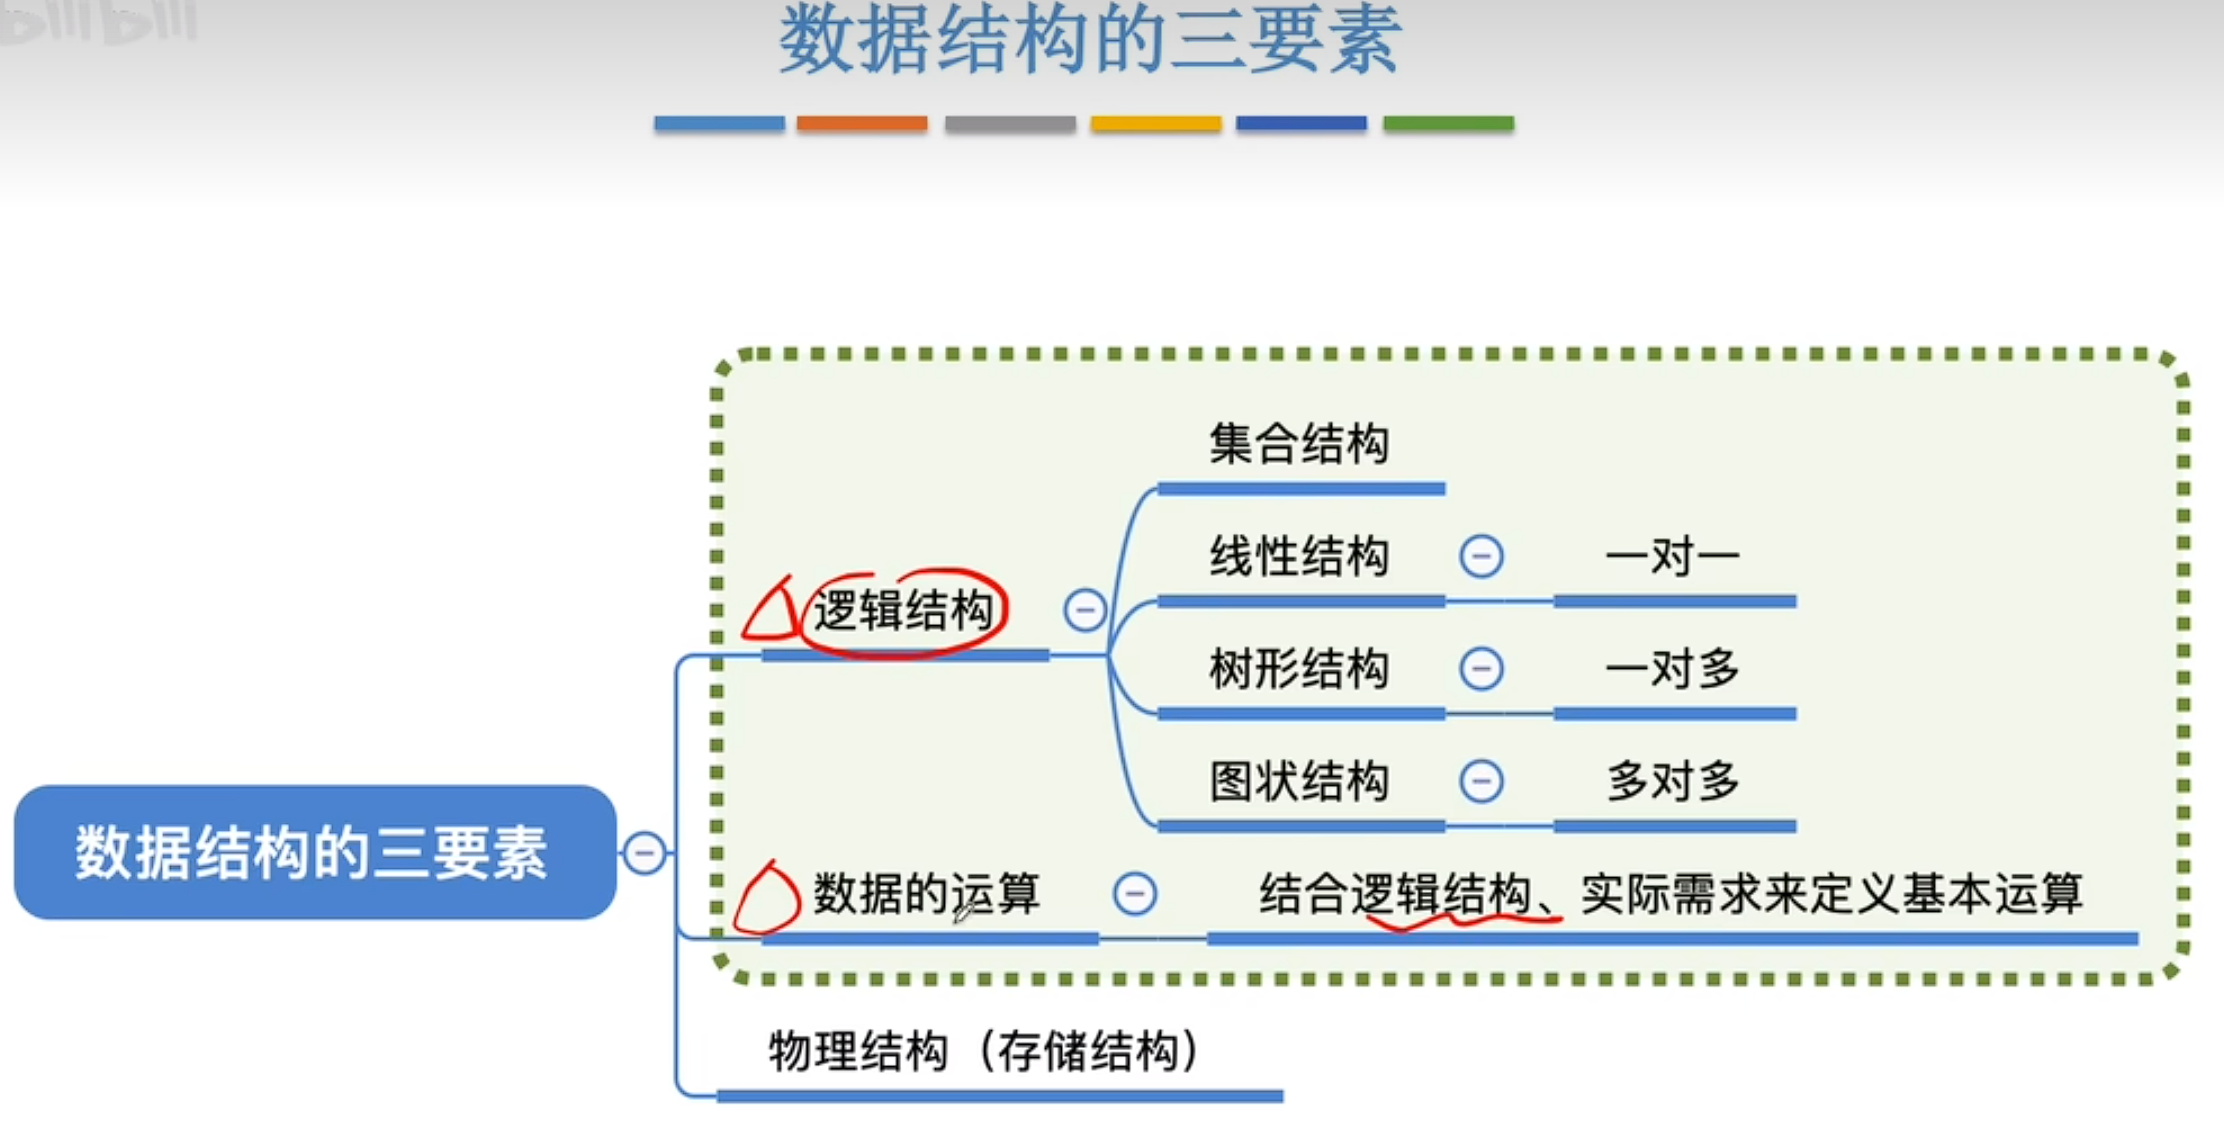 bilibili
数据结构的三要素
集合结构
线性结构 一对一
逻辑结构
树形结构 一对多
图状结构 多对多
数据结构的三要素
数据的运算 结合逻辑结构、实际需求来定义基本运算
物理结构（存储结构）